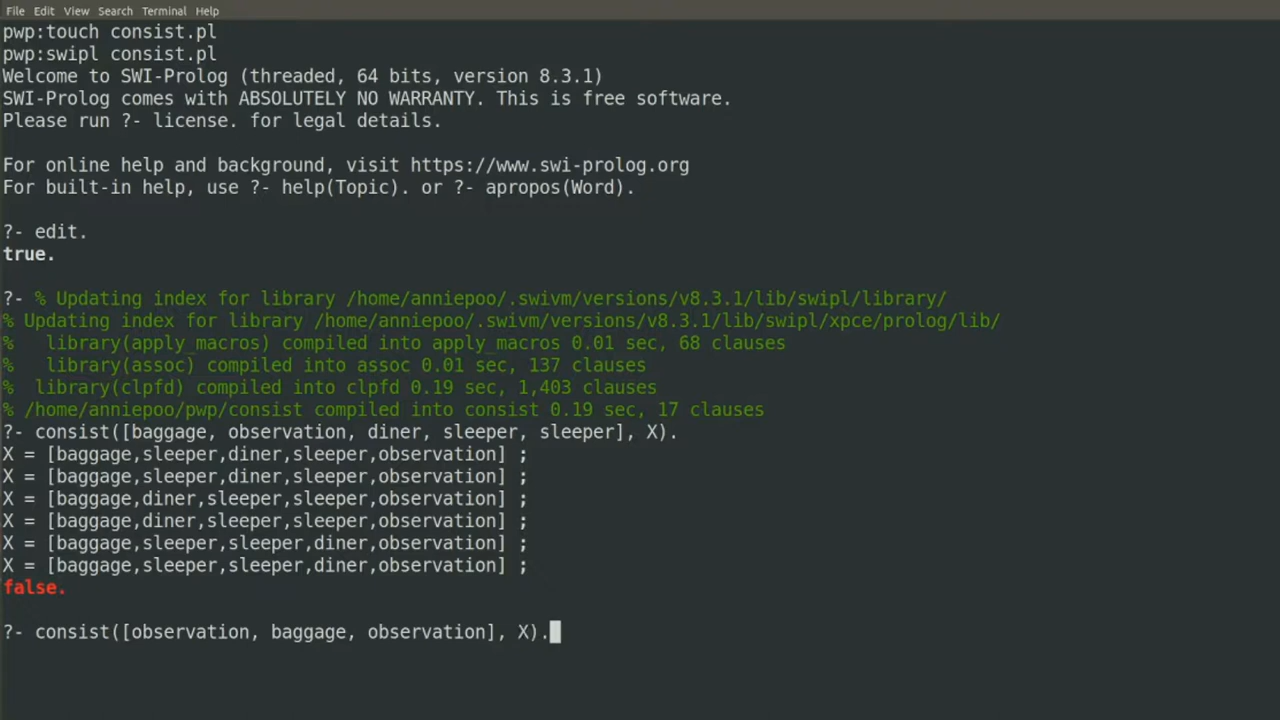 File Edit View Search Terminal Help
pwp:touch consist.pl
pwp:swipl consist.pl
Welcome to SWI-Prolog (threaded, 64 bits, version 8.3.1)
SWI-Prolog comes with ABSOLUTELY NO WARRANTY. This is free software.
Please run ?- license. for legal details.
For online help and background, visit https://www.swi-prolog.org
For built-in help, use ?- help(Topic). or ?- apropos(Word).
?- edit.
true.
?- % Updating index for library /home/anniepoo/.swivm/versions/v8.3.1/lib/swipl/library/
% Updating index for library /home/anniepoo/.swivm/versions/v8.3.1/lib/swipl/xpce/prolog/lib/
%   library(apply_macros) compiled into apply_macros 0.01 sec, 68 clauses
%   library(assoc) compiled into assoc 0.01 sec, 137 clauses
%  library(clpfd) compiled into clpfd 0.19 sec, 1,403 clauses
% /home/anniepoo/pwp/consist compiled into consist 0.19 sec, 17 clauses
?- consist([baggage, observation, diner, sleeper, sleeper], X).
X = [baggage,sleeper,diner,sleeper,observation] ;
X = [baggage,sleeper,diner,sleeper,observation] ;
X = [baggage,diner,sleeper,sleeper,observation] ;
X = [baggage,diner,sleeper,sleeper,observation] ;
X = [baggage,sleeper,sleeper,diner,observation] ;
X = [baggage,sleeper,sleeper,diner,observation] ;
false.
?- consist([observation, baggage, observation], X).